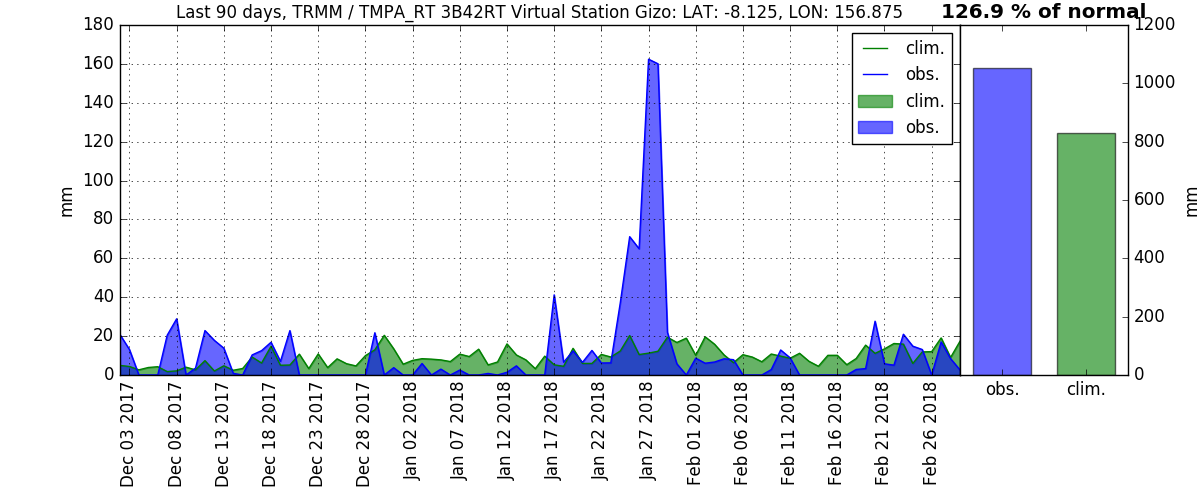 Last 90 days, TRMM / TMPA_RT 3B42RT Virtual Station Gizo: LAT: -8.125, LON: 156.875
126.9 % of normal
180
160
140
120
100
80
60
40
20
0
mm
clim.
obs.
clim.
obs.
Dec 03 2017
Dec 08 2017
Dec 13 2017
Dec 18 2017
Dec 23 2017
Dec 28 2017
Jan 02 2018
Jan 07 2018
Jan 12 2018
Jan 17 2018
Jan 22 2018
Jan 27 2018
Feb 01 2018
Feb 06 2018
Feb 11 2018
Feb 16 2018
Feb 21 2018
Feb 26 2018
1200
1000
800
600
400
200
0
mm
obs.
clim.